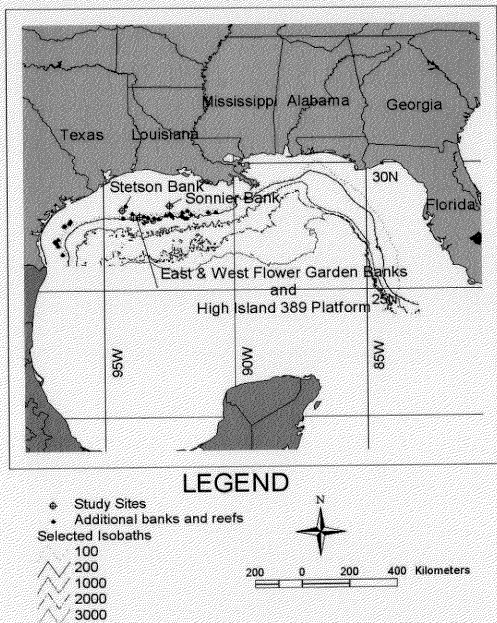 Mississippi Alabama
Georgia
Texas
Louisiana
30N
Stetson Bank
Sonnier Bank
Florida
East & West Flower Garden Banks
and
25N
High Island 389 Platform
95W
90W
85W
LEGEND
Study Sites
Additional banks and reefs
Selected Isobaths
100
200
1000
2000
3000
N
200 0 200 400 Kilometers